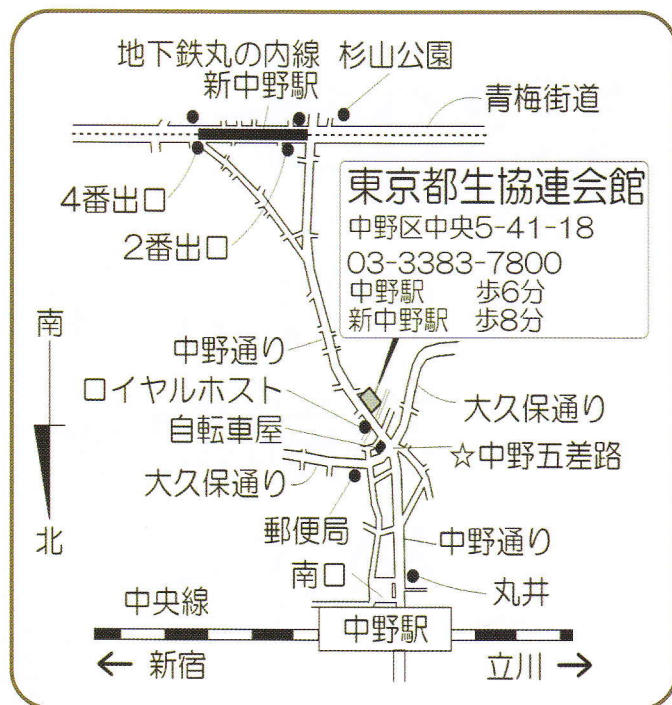 地下鉄丸の内線
新中野駅
杉山公園
青梅街道
4番出口
2番出口
東京都生協連会館
中野区中央5-41-18
03-3383-7800
中野駅 歩6分
新中野駅 歩8分
南
北
中野通り
ロイヤルホスト
自転車屋
大久保通り
大久保通り
☆中野五差路
郵便局
中野通り
南口
丸井
中央線
中野駅
← 新宿
立川 →